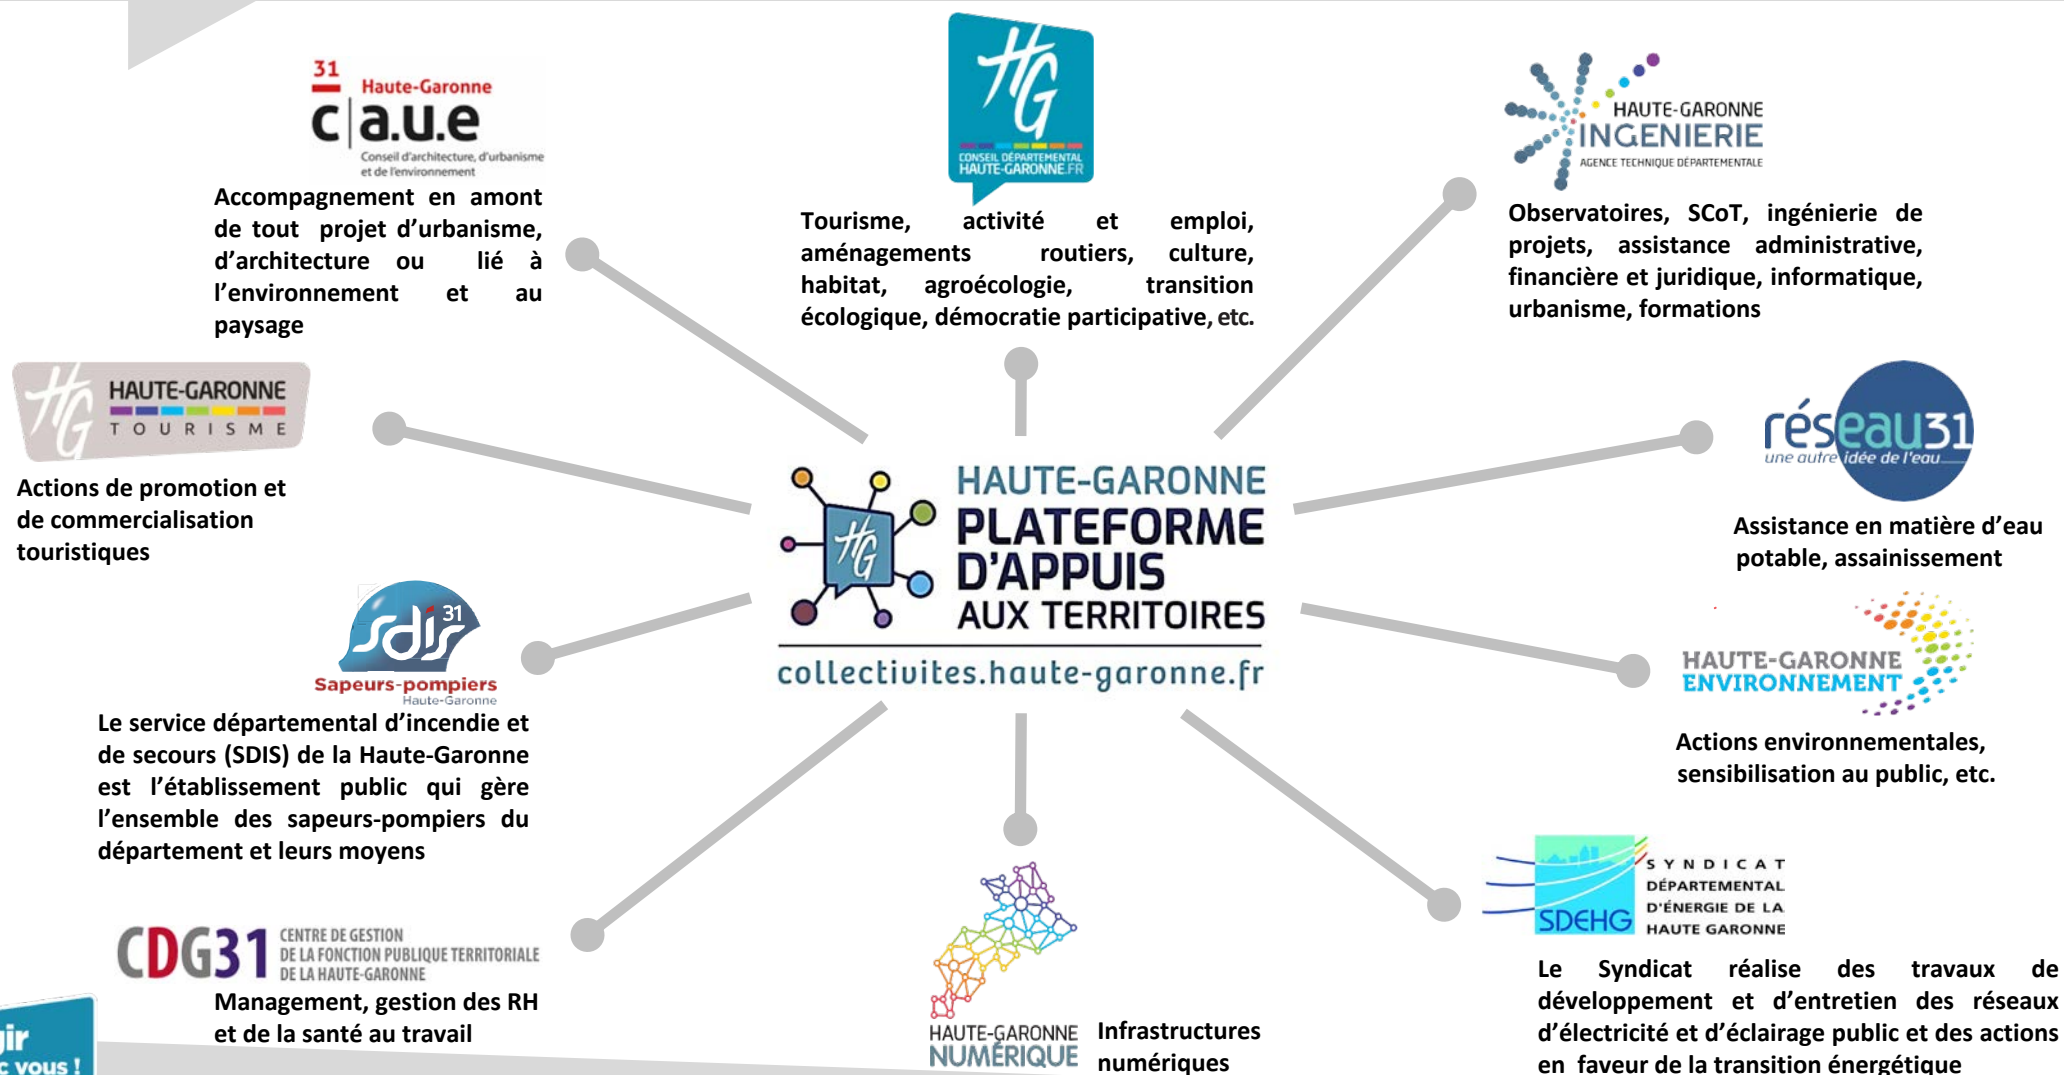 31
Haute-Garonne
c|a.u.e
Conseil d'architecture, d'urbanisme
et de l'environnement
Accompagnement en amont
de tout projet d'urbanisme,
d'architecture ou lié à
l'environnement et au
paysage
HG
CONSEIL DÉPARTEMENTAL
HAUTE-GARONNE.FR
Tourisme, activité et emploi,
aménagements routiers, culture,
habitat, agroécologie, transition
écologique, démocratie participative, etc.
HAUTE-GARONNE
INGENIERIE
AGENCE TECHNIQUE DÉPARTEMENTALE
Observatoires, SCoT, ingénierie de
projets, assistance administrative,
financière et juridique, informatique,
urbanisme, formations
HG
HAUTE-GARONNE
TOURISME
Actions de promotion et
de commercialisation
touristiques
réseau31
une autre idée de l'eau
Assistance en matière d'eau
potable, assainissement
HG
HAUTE-GARONNE
PLATEFORME
D'APPUIS
AUX TERRITOIRES
collectivites.haute-garonne.fr
sdis 31
Sapeurs-pompiers
Haute-Garonne
Le service départemental d'incendie et
de secours (SDIS) de la Haute-Garonne
est l'établissement public qui gère
l'ensemble des sapeurs-pompiers du
département et leurs moyens
HAUTE-GARONNE
ENVIRONNEMENT
Actions environnementales,
sensibilisation au public, etc.
CDG31
CENTRE DE GESTION
DE LA FONCTION PUBLIQUE TERRITORIALE
DE LA HAUTE-GARONNE
Management, gestion des RH
et de la santé au travail
HAUTE-GARONNE
NUMÉRIQUE
Infrastructures
numériques
SDEHG
SYNDICAT
DÉPARTEMENTAL
D'ÉNERGIE DE LA
HAUTE GARONNE
Le Syndicat réalise des travaux de
développement et d'entretien des réseaux
d'électricité et d'éclairage public et des actions
en faveur de la transition énergétique
vous !